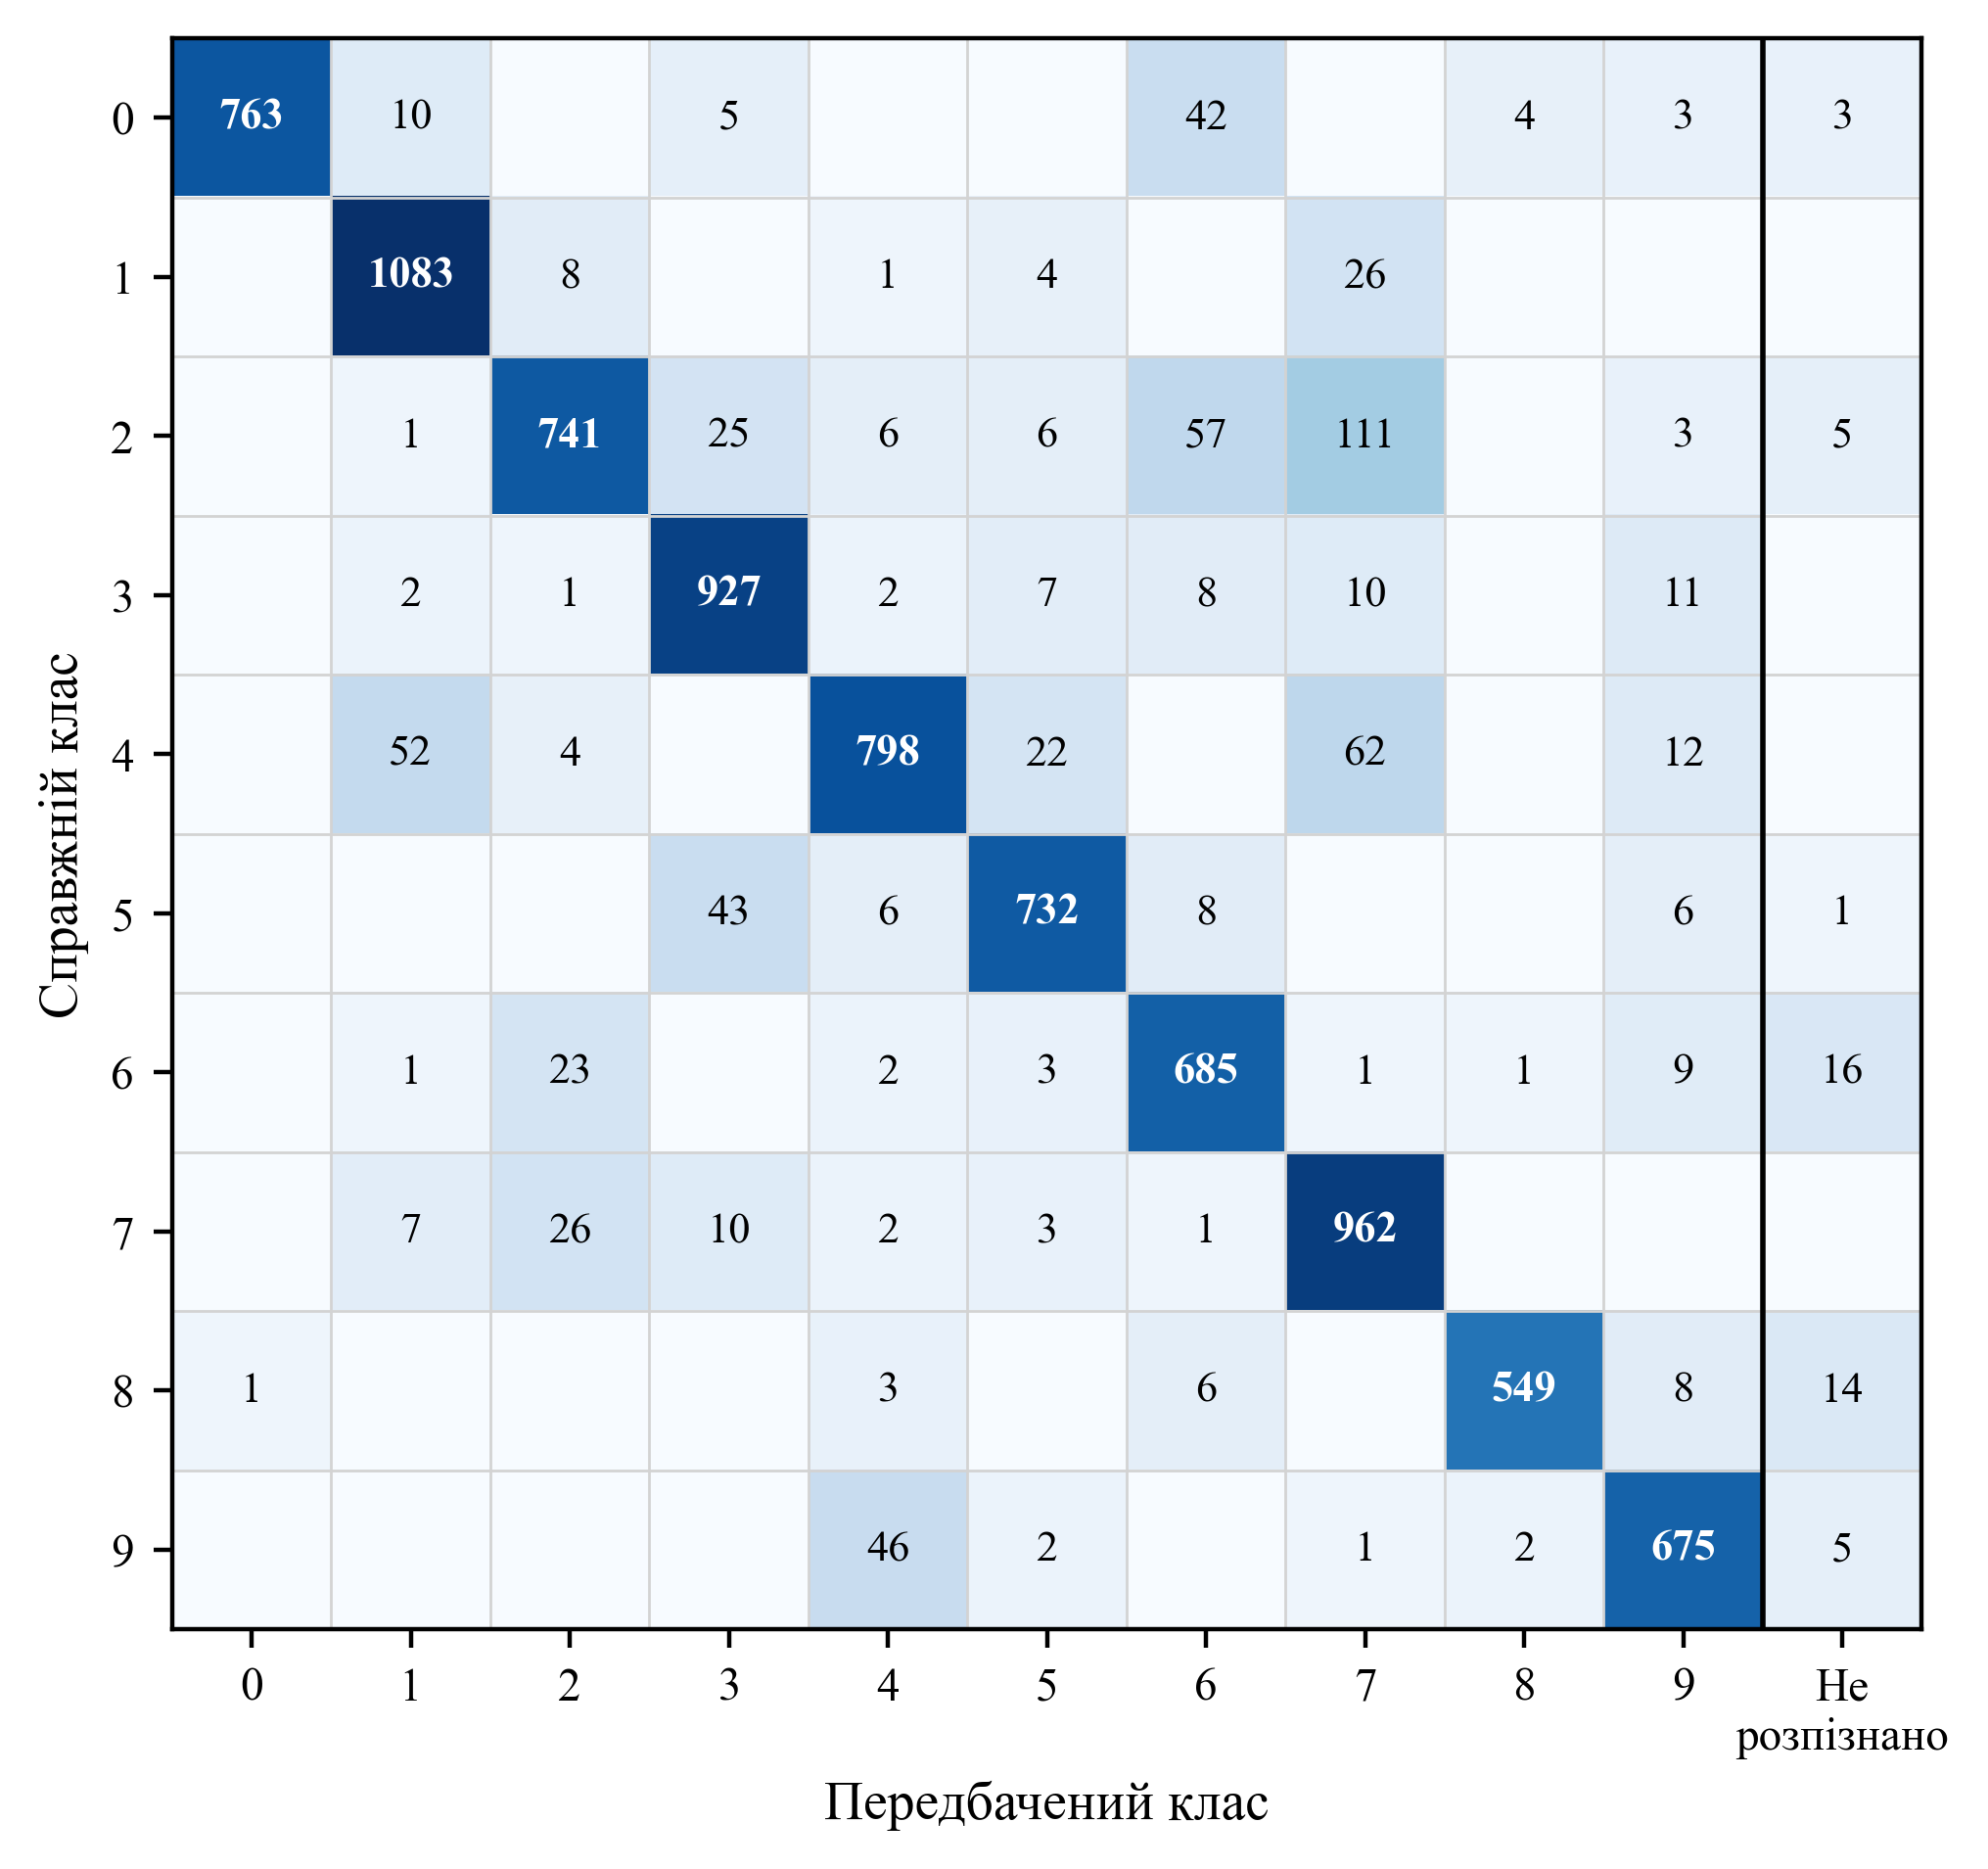 0 763 10 5 42 4 3 3
1 1083 8 1 4 26
2 1 741 25 6 6 57 111 3 5
3 2 1 927 2 7 8 10 11
4 52 4 798 22 62 12
5 43 6 732 8 6 1
6 1 23 2 3 685 1 1 9 16
7 7 26 10 2 3 1 962
8 1 3 6 549 8 14
9 46 2 1 2 675 5
0 1 2 3 4 5 6 7 8 9 Не
розпізнано
Передбачений клас
Справжній клас